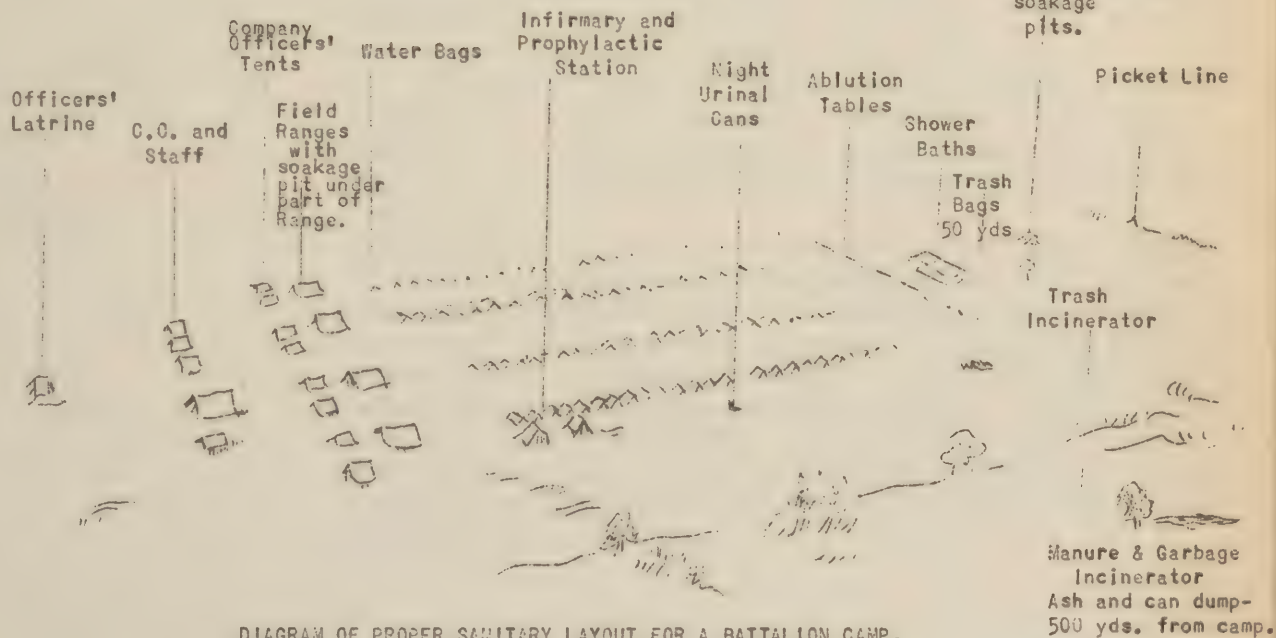 soakage
pits.
Company
Officers'
Tents
Water Bags
Infirmary and
Prophylactic
Station
Night
Urinal
Cans
Ablution
Tables
Picket Line
Officers'
Latrine
C.O. and
Staff
Field
Ranges
with
soakage
pit under
part of
Range.
Shower
Baths
Trash
Bags
50 yds
Trash
Incinerator
Manure & Garbage
Incinerator
Ash and can dump-
500 yds. from camp.
DIAGRAM OF PROPER SANITARY LAYOUT FOR A BATTALION CAMP.